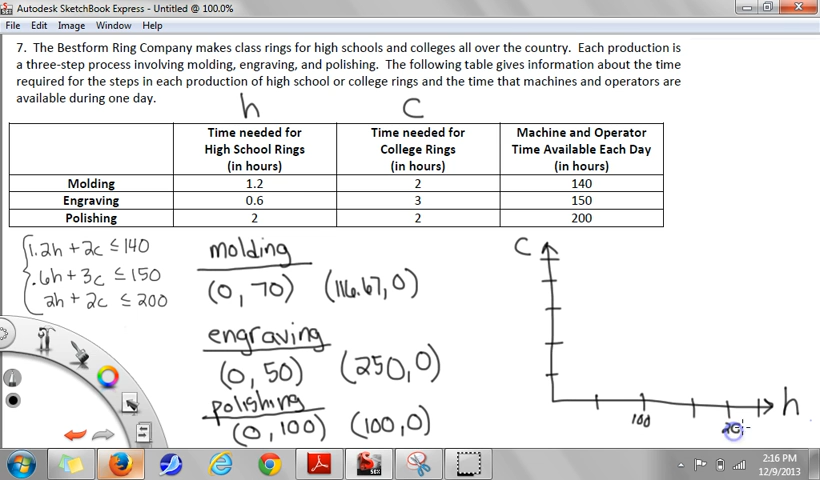 Autodesk SketchBook Express - Untitled @ 100.0%
File Edit Image Window Help
7. The Bestform Ring Company makes class rings for high schools and colleges all over the country. Each production is
a three-step process involving molding, engraving, and polishing. The following table gives information about the time
required for the steps in each production of high school or college rings and the time that machines and operators are
available during one day.
h C
Time needed for High School Rings (in hours) Time needed for College Rings (in hours) Machine and Operator Time Available Each Day (in hours)
Molding 1.2 2 140
Engraving 0.6 3 150
Polishing 2 2 200
1.2h + 2c ≤ 140
.6h + 3c ≤ 150
2h + 2c ≤ 200
molding
(0, 70) (116.67, 0)
engraving
(0, 50) (250, 0)
polishing
(0, 100) (100, 0)
C
h
100
2:16 PM
12/9/2013